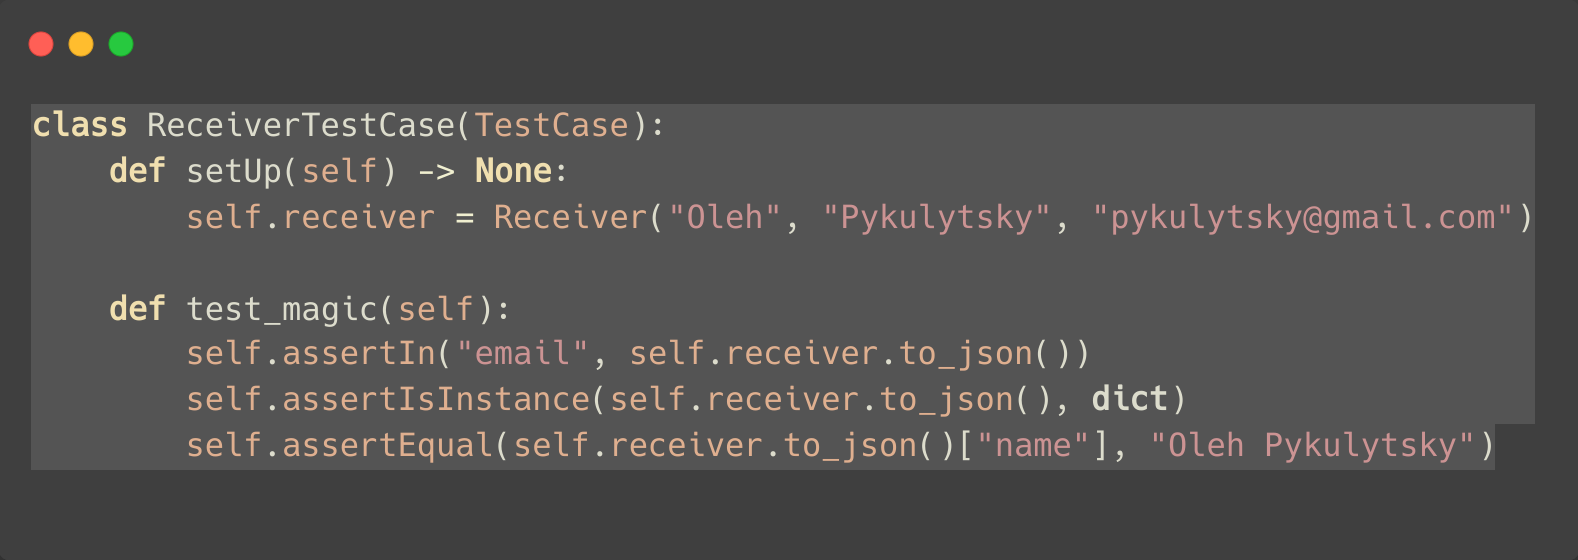 class ReceiverTestCase(TestCase):
    def setUp(self) -> None:
        self.receiver = Receiver("Oleh", "Pykulytsky", "pykulytsky@gmail.com")

    def test_magic(self):
        self.assertIn("email", self.receiver.to_json())
        self.assertIsInstance(self.receiver.to_json(), dict)
        self.assertEqual(self.receiver.to_json()["name"], "Oleh Pykulytsky")